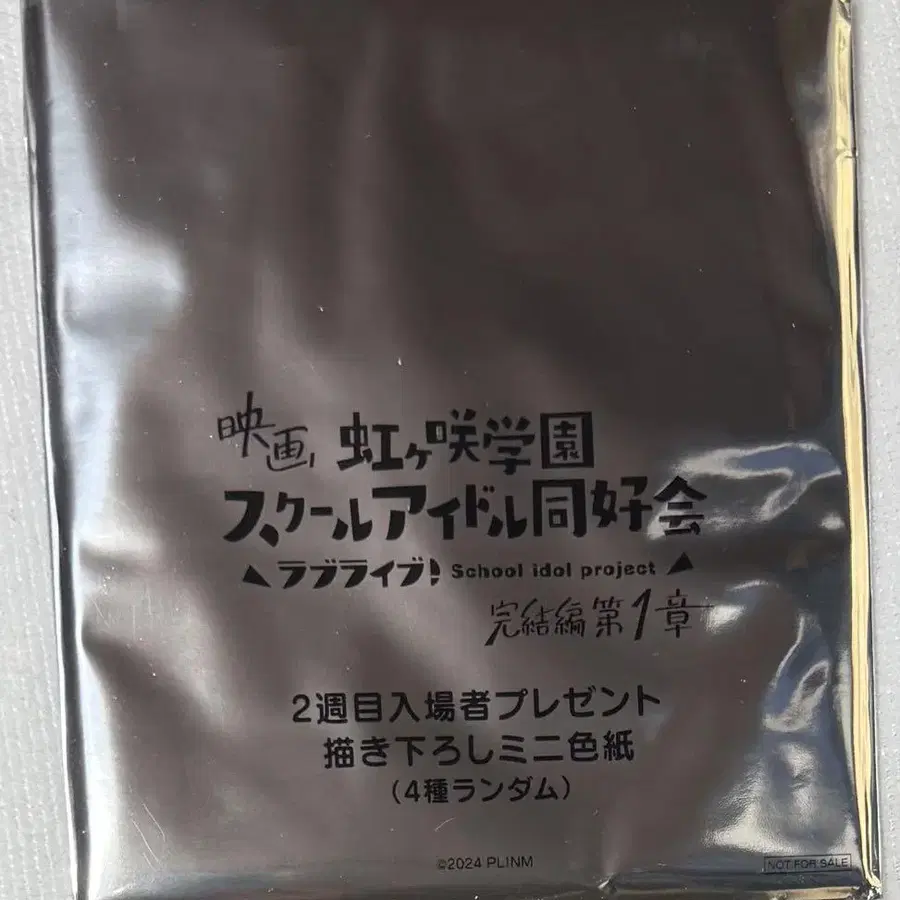 映画 虹ヶ咲学園
スクールアイドル同好会
ラブライブ! School idol project
完結編 第1章
2週目入場者プレゼント
描き下ろしミニ色紙
(4種ランダム)
©2024 PL!NM
NOT FOR SALE